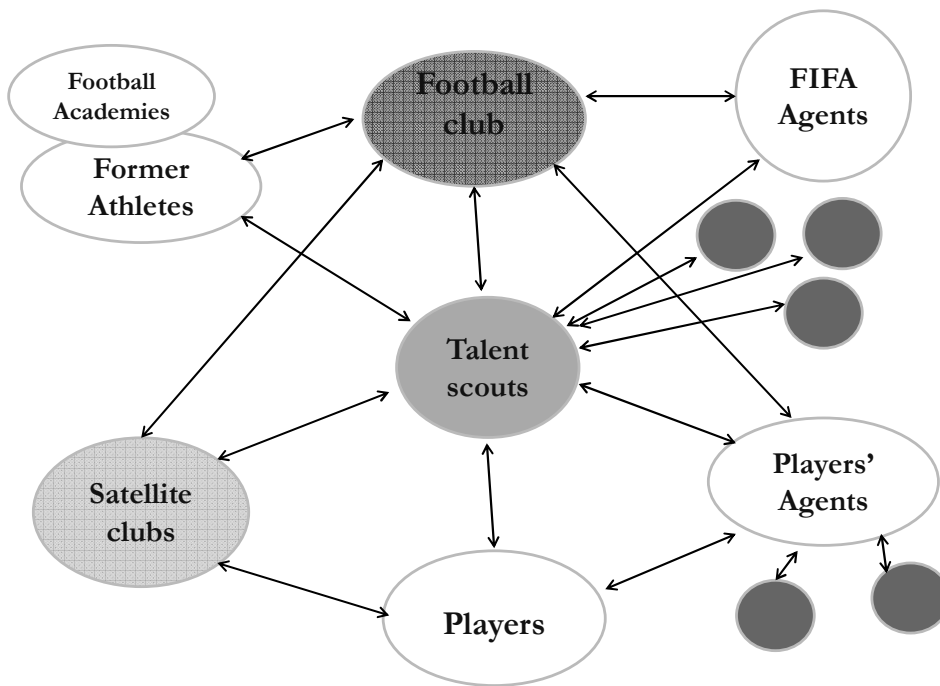 Football
Academies
Former
Athletes
Football
club
FIFA
Agents
Talent
scouts
Satellite
clubs
Players'
Agents
Players